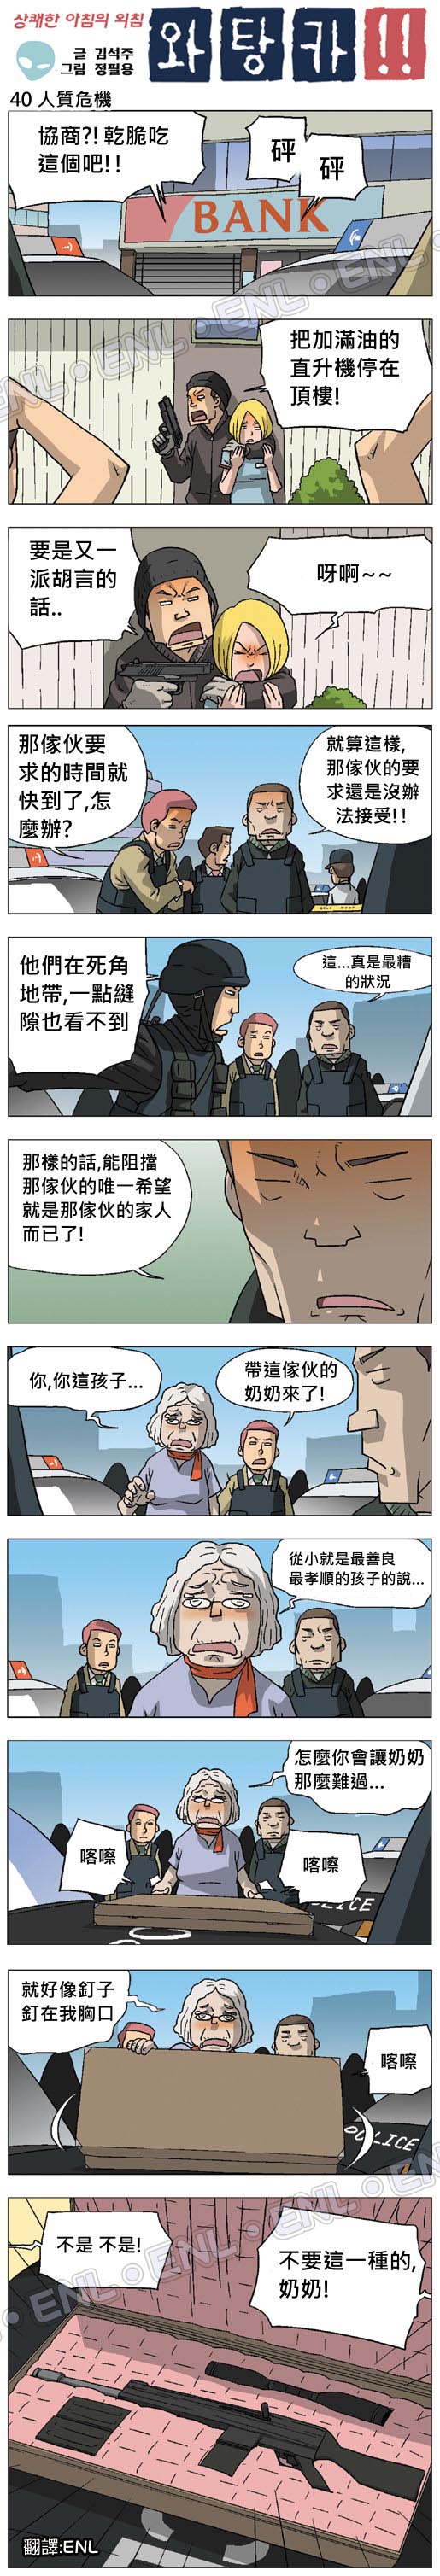 상쾌한 아침의 외침
글 김석주
그림 정필용
와탕카!!
40 人質危機
協商?! 乾脆吃
這個吧!!
砰
砰
BANK
把加滿油的
直升機停在
頂樓!
要是又一
派胡言的
話..
呀啊~~
那傢伙要
求的時間就
快到了,怎
麼辦?
就算這樣,
那傢伙的要
求還是沒辦
法接受!!
他們在死角
地帶,一點縫
隙也看不到
這...真是最糟
的狀況
那樣的話,能阻擋
那傢伙的唯一希望
就是那傢伙的家人
而已了!
你,你這孩子...
帶這傢伙的
奶奶來了!
從小就是最善良
最孝順的孩子的說...
怎麼你會讓奶奶
那麼難過...
喀嚓
喀嚓
POLICE
就好像釘子
釘在我胸口
喀嚓
POLICE
不是 不是!
不要這一種的,
奶奶!
翻譯:ENL